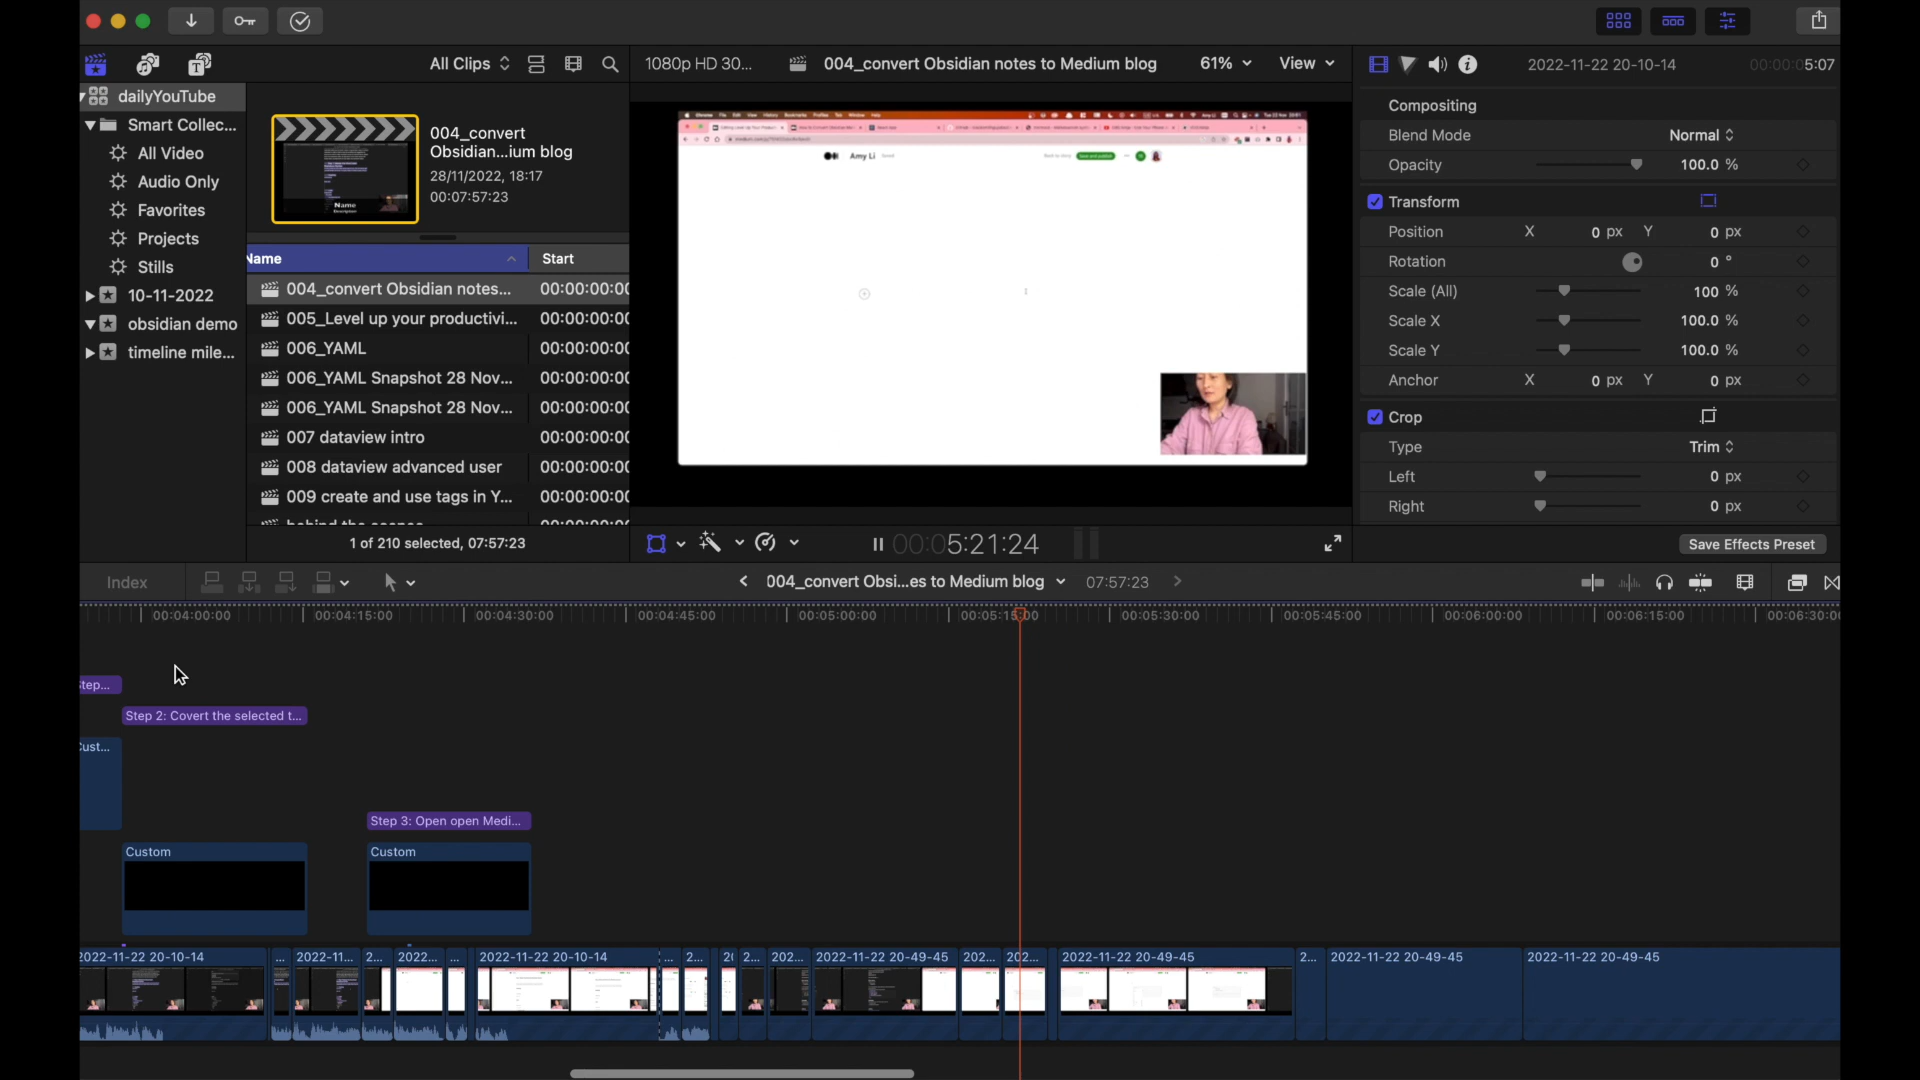 All Clips
1080p HD 30...
004_convert Obsidian notes to Medium blog
61%
View
2022-11-22 20-10-14
00:00:05:07
dailyYouTube
Smart Collec...
All Video
Audio Only
Favorites
Projects
Stills
10-11-2022
obsidian demo
timeline mile...
004_convert
Obsidian...ium blog
28/11/2022, 18:17
00:07:57:23
Name
Start
004_convert Obsidian notes...
00:00:00:00
005_Level up your productivi...
00:00:00:00
006_YAML
00:00:00:00
006_YAML Snapshot 28 Nov...
00:00:00:00
006_YAML Snapshot 28 Nov...
00:00:00:00
007 dataview intro
00:00:00:00
008 dataview advanced user
00:00:00:00
009 create and use tags in Y...
00:00:00:00
behind the scenes
1 of 210 selected, 07:57:23
Amy Li
Saved
Compositing
Blend Mode
Normal
Opacity
100.0 %
Transform
Position X 0 px Y 0 px
Rotation 0 °
Scale (All) 100 %
Scale X 100.0 %
Scale Y 100.0 %
Anchor X 0 px Y 0 px
Crop
Type Trim
Left 0 px
Right 0 px
Save Effects Preset
00:05:21:24
Index
004_convert Obsi...es to Medium blog
07:57:23
00:04:00:00
00:04:15:00
00:04:30:00
00:04:45:00
00:05:00:00
00:05:15:00
00:05:30:00
00:05:45:00
00:06:00:00
00:06:15:00
00:06:30:00
Step...
Step 2: Covert the selected t...
Cust...
Step 3: Open open Medi...
Custom
Custom
2022-11-22 20-10-14
...
2022-11...
2...
2022...
...
2022-11-22 20-10-14
...
2...
2...
202...
2022-11-22 20-49-45
202...
202...
2022-11-22 20-49-45
2...
2022-11-22 20-49-45
2022-11-22 20-49-45